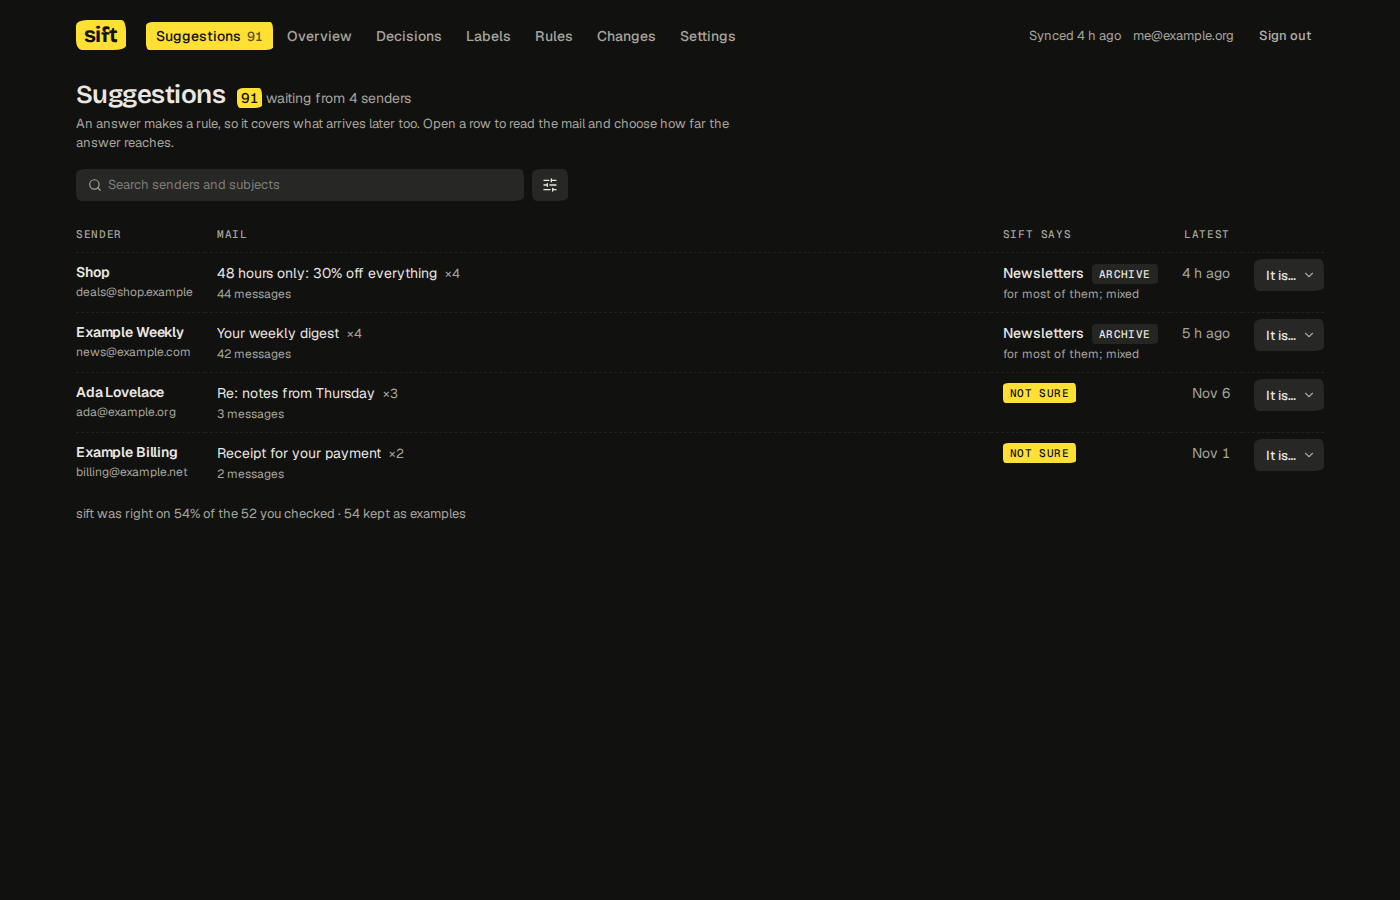 sift Suggestions 91 Overview Decisions Labels Rules Changes Settings Synced 4 h ago me@example.org Sign out
Suggestions 91 waiting from 4 senders
An answer makes a rule, so it covers what arrives later too. Open a row to read the mail and choose how far the
answer reaches.
Search senders and subjects
SENDER MAIL SIFT SAYS LATEST
Shop 48 hours only: 30% off everything ×4 Newsletters ARCHIVE 4 h ago It is...
deals@shop.example 44 messages for most of them; mixed
Example Weekly Your weekly digest ×4 Newsletters ARCHIVE 5 h ago It is...
news@example.com 42 messages for most of them; mixed
Ada Lovelace Re: notes from Thursday ×3 NOT SURE Nov 6 It is...
ada@example.org 3 messages
Example Billing Receipt for your payment ×2 NOT SURE Nov 1 It is...
billing@example.net 2 messages
sift was right on 54% of the 52 you checked · 54 kept as examples